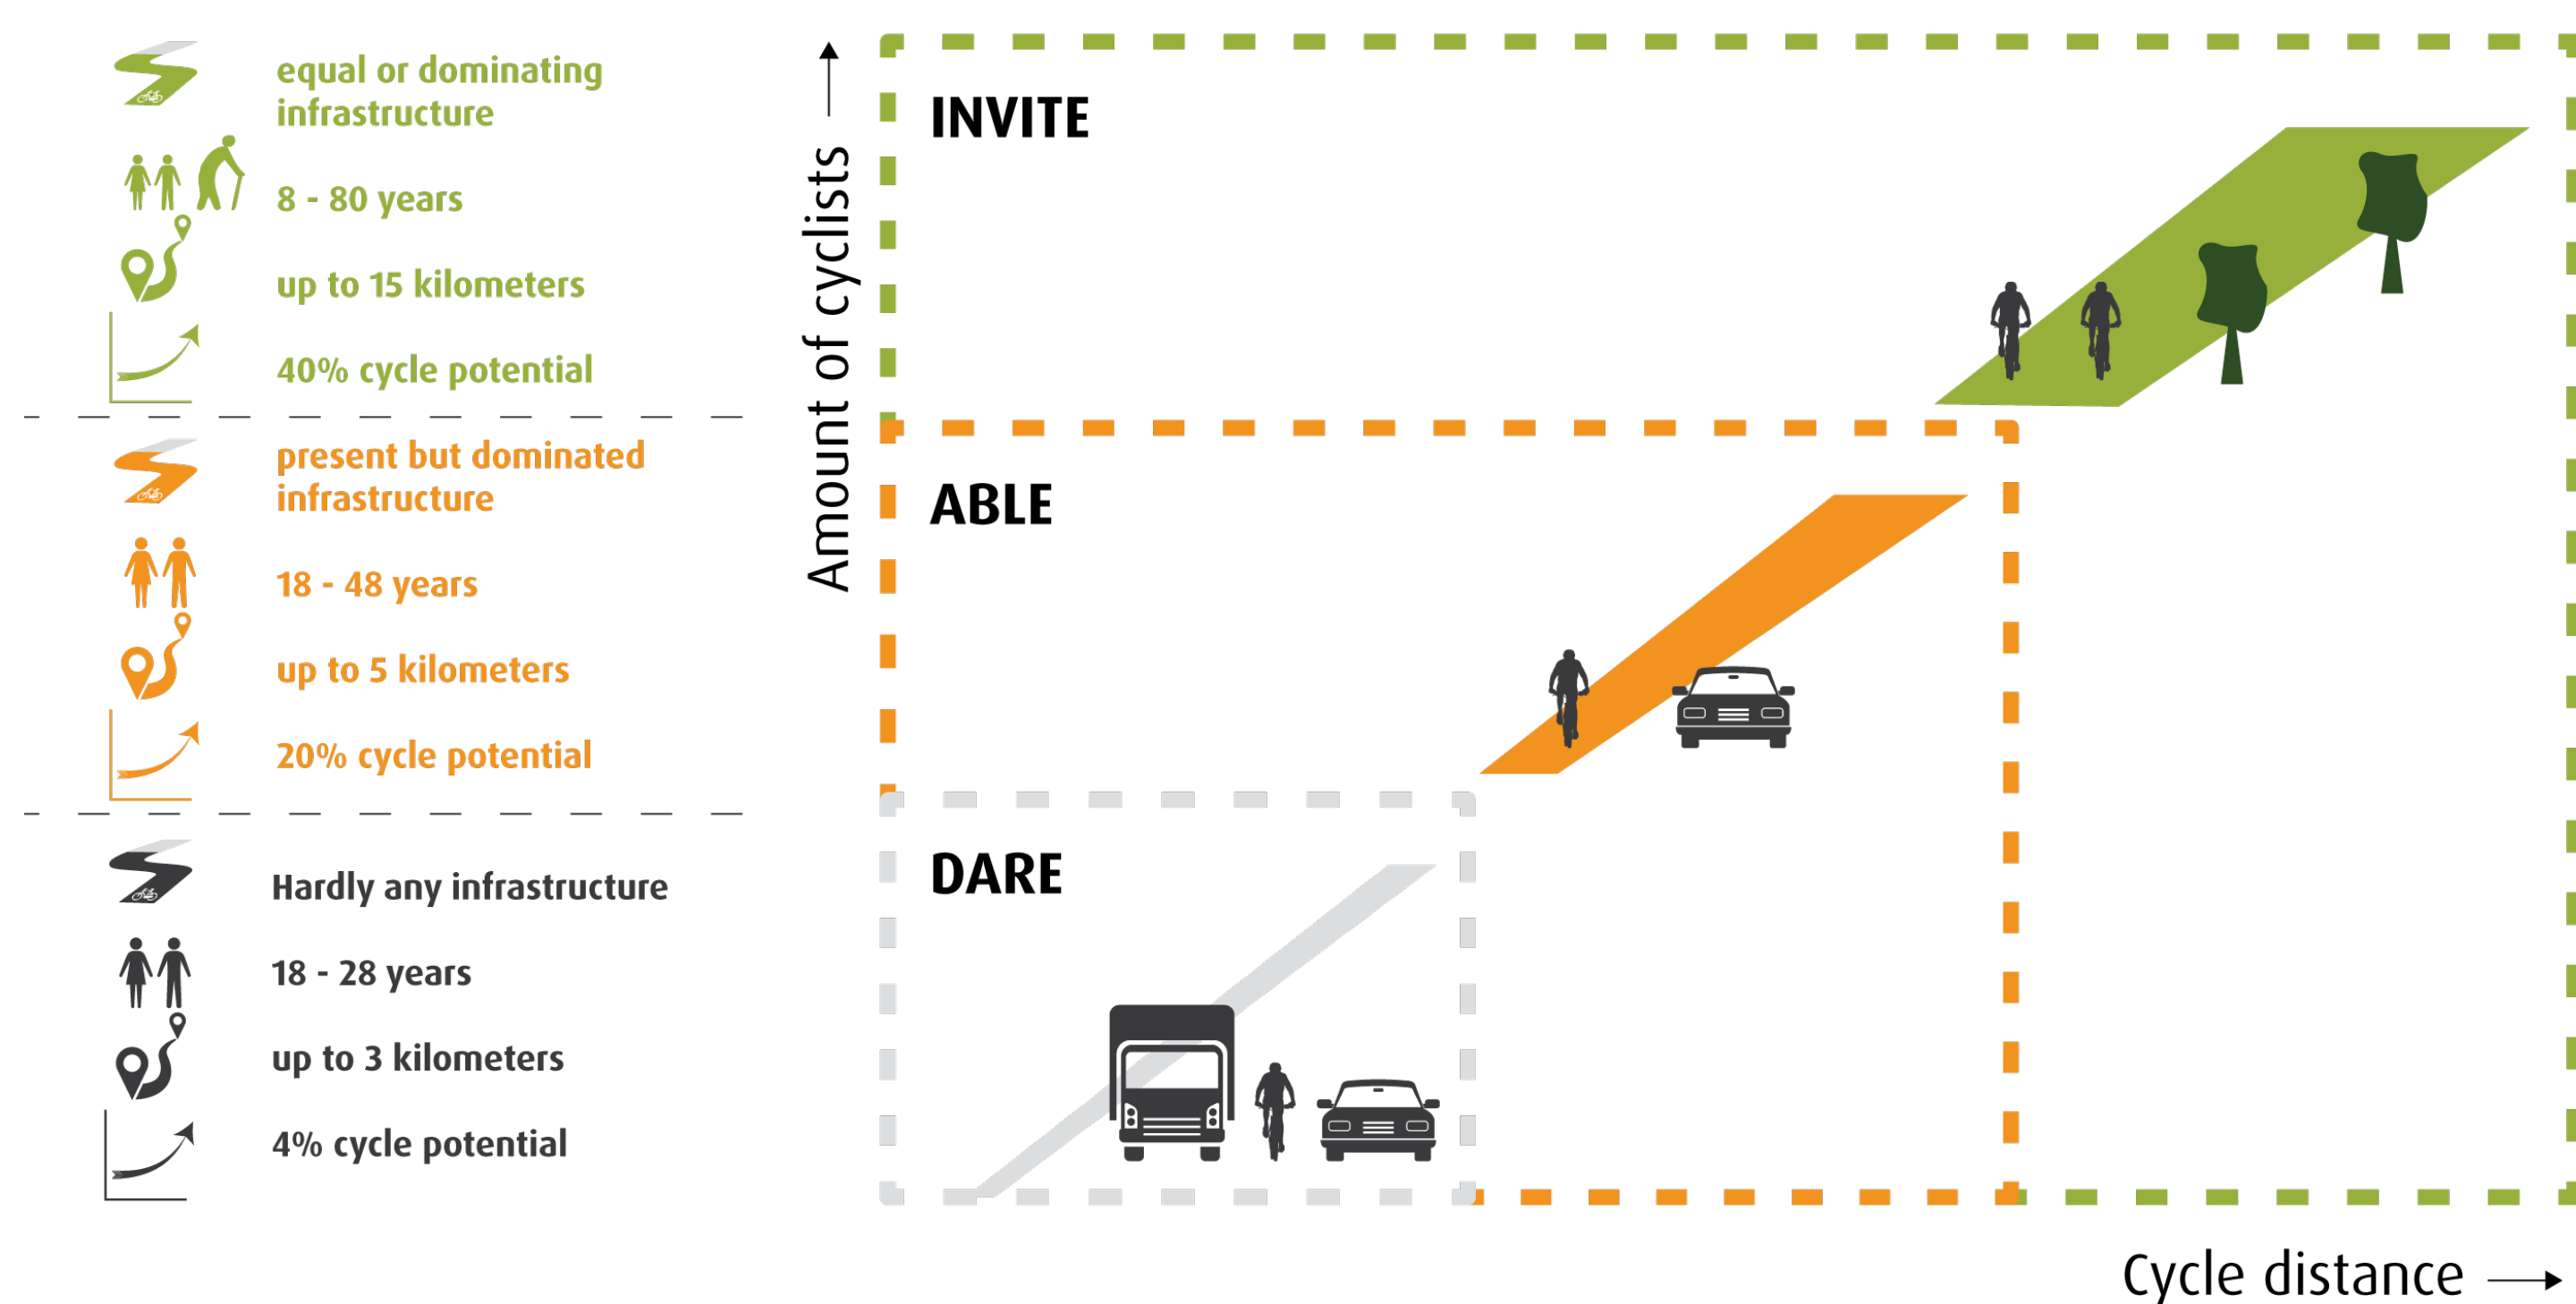 equal or dominating
infrastructure
8 - 80 years
up to 15 kilometers
40% cycle potential
present but dominated
infrastructure
18 - 48 years
up to 5 kilometers
20% cycle potential
Hardly any infrastructure
18 - 28 years
up to 3 kilometers
4% cycle potential
Amount of cyclists
INVITE
ABLE
DARE
Cycle distance